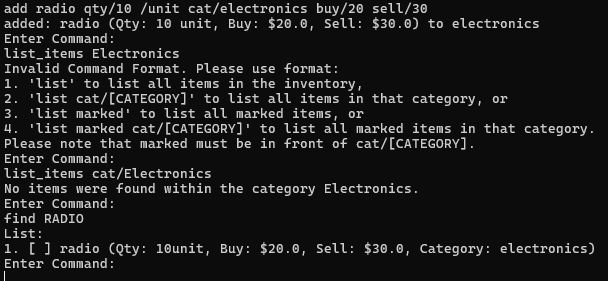 add radio qty/10 /unit cat/electronics buy/20 sell/30
added: radio (Qty: 10 unit, Buy: $20.0, Sell: $30.0) to electronics
Enter Command:
list_items Electronics
Invalid Command Format. Please use format:
1. 'list' to list all items in the inventory,
2. 'list cat/[CATEGORY]' to list all items in that category, or
3. 'list marked' to list all marked items, or
4. 'list marked cat/[CATEGORY]' to list all marked items in that category.
Please note that marked must be in front of cat/[CATEGORY].
Enter Command:
list_items cat/Electronics
No items were found within the category Electronics.
Enter Command:
find RADIO
List:
1. [ ] radio (Qty: 10unit, Buy: $20.0, Sell: $30.0, Category: electronics)
Enter Command: